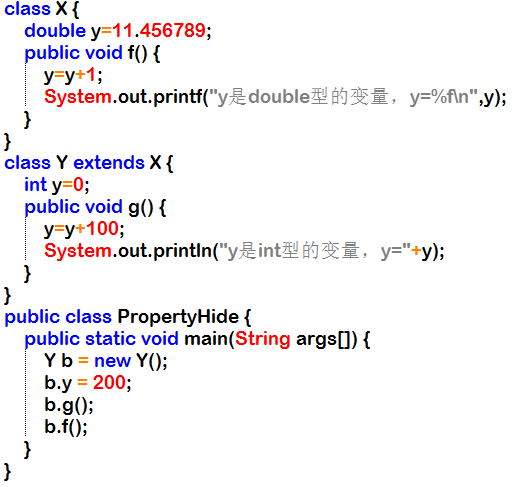 class X {
double y=11.456789;
public void f() {
y=y+1;
System.out.printf("y是double型的变量，y=%f\n",y);
}
}
class Y extends X {
int y=0;
public void g() {
y=y+100;
System.out.println("y是int型的变量，y="+y);
}
}
public class PropertyHide {
public static void main(String args[]) {
Y b = new Y();
b.y = 200;
b.g();
b.f();
}
}